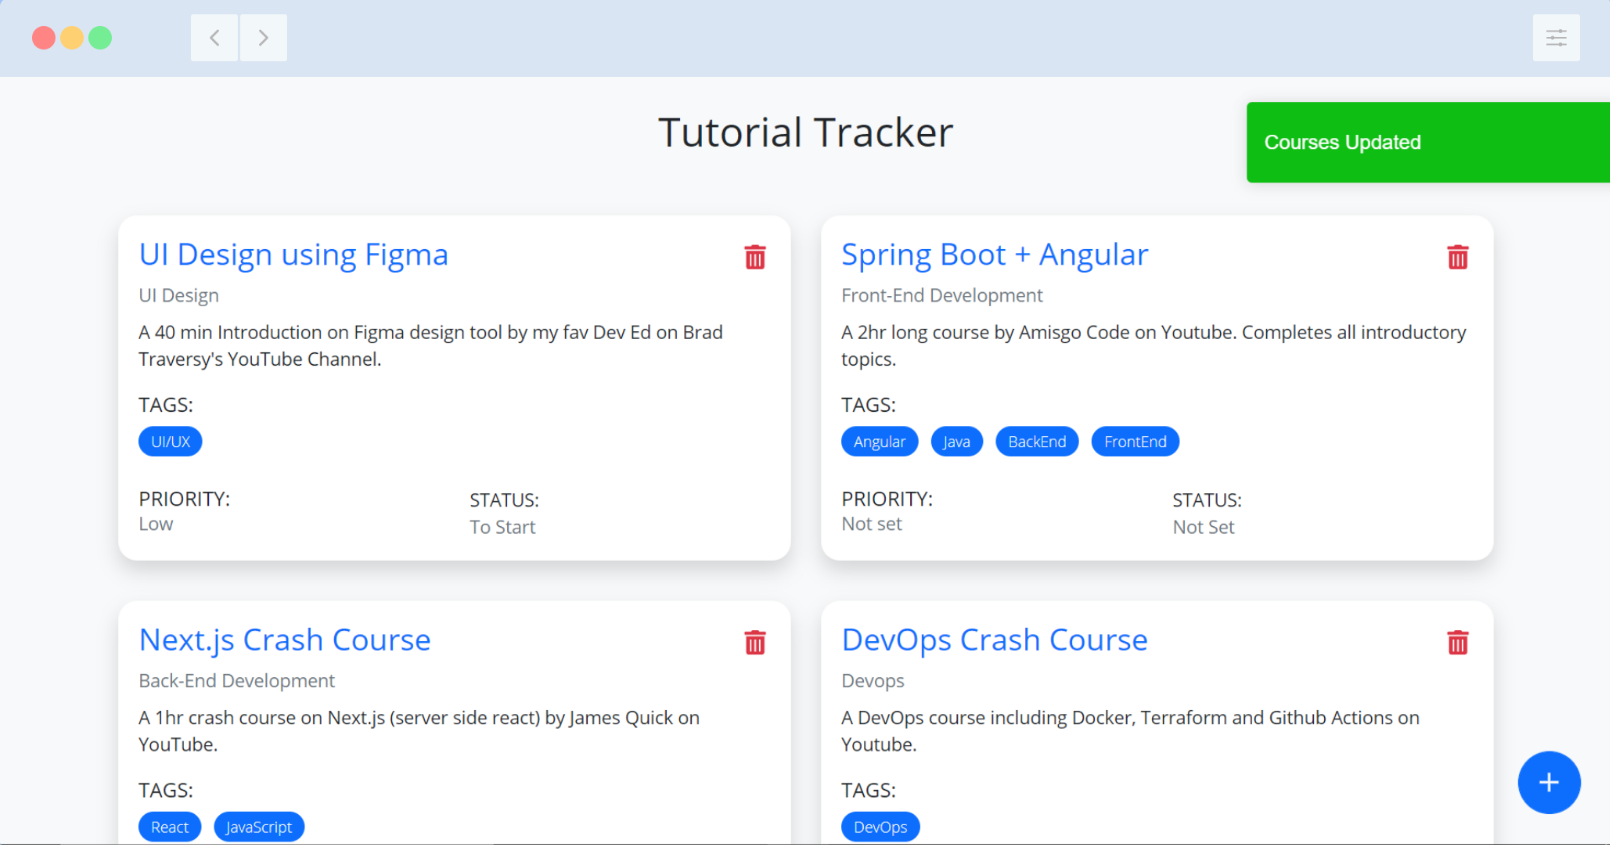 Tutorial Tracker
Courses Updated
UI Design using Figma
UI Design
A 40 min Introduction on Figma design tool by my fav Dev Ed on Brad
Traversy's YouTube Channel.
TAGS:
UI/UX
PRIORITY:
Low
STATUS:
To Start
Spring Boot + Angular
Front-End Development
A 2hr long course by Amisgo Code on Youtube. Completes all introductory
topics.
TAGS:
Angular Java BackEnd FrontEnd
PRIORITY:
Not set
STATUS:
Not Set
Next.js Crash Course
Back-End Development
A 1hr crash course on Next.js (server side react) by James Quick on
YouTube.
TAGS:
React JavaScript
DevOps Crash Course
Devops
A DevOps course including Docker, Terraform and Github Actions on
Youtube.
TAGS:
DevOps